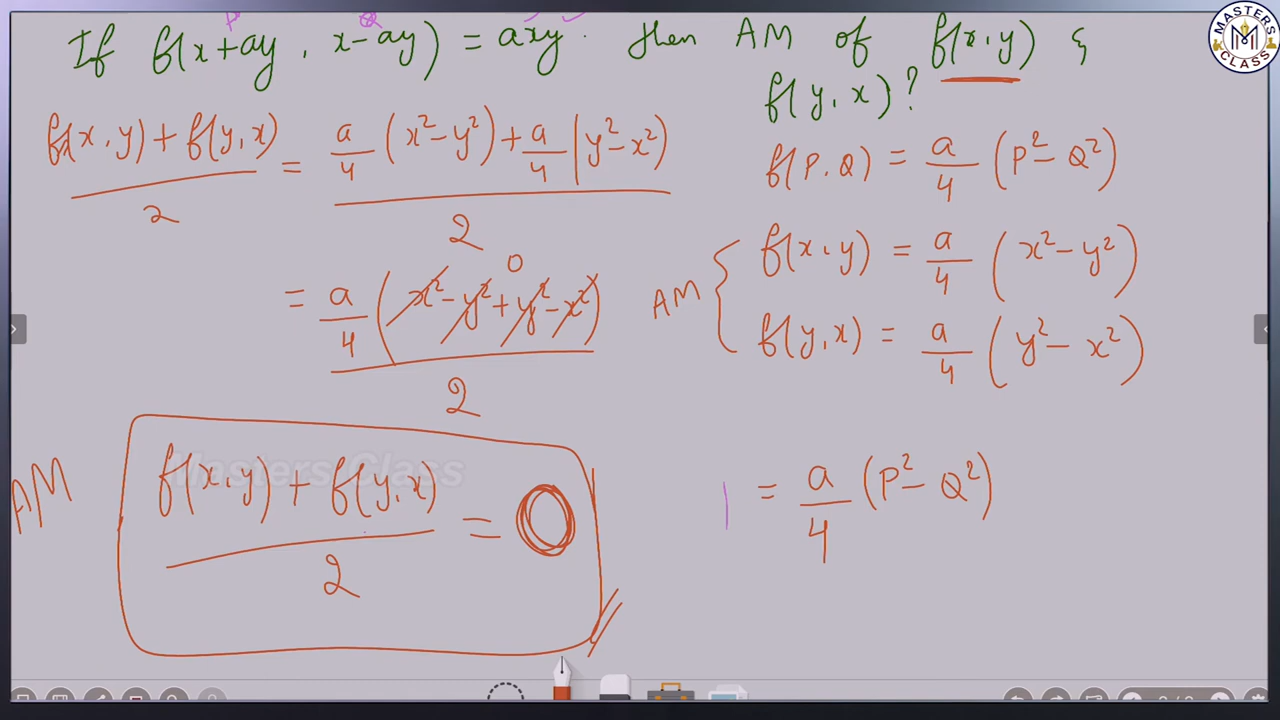 If f(x+ay, x-ay) = axy. then AM of f(x,y) &
f(y,x)?
P
Q
(f(x,y) + f(y,x))/2 = (a/4 (x²-y²) + a/4 (y²-x²))/2
= (a/4 (x²-y²+y²-x²))/2
0
f(P,Q) = a/4 (P²-Q²)
AM { f(x,y) = a/4 (x²-y²)
f(y,x) = a/4 (y²-x²)
AM
(f(x,y) + f(y,x))/2 = 0
= a/4 (P²-Q²)
Masters Class
MASTERS CLASS